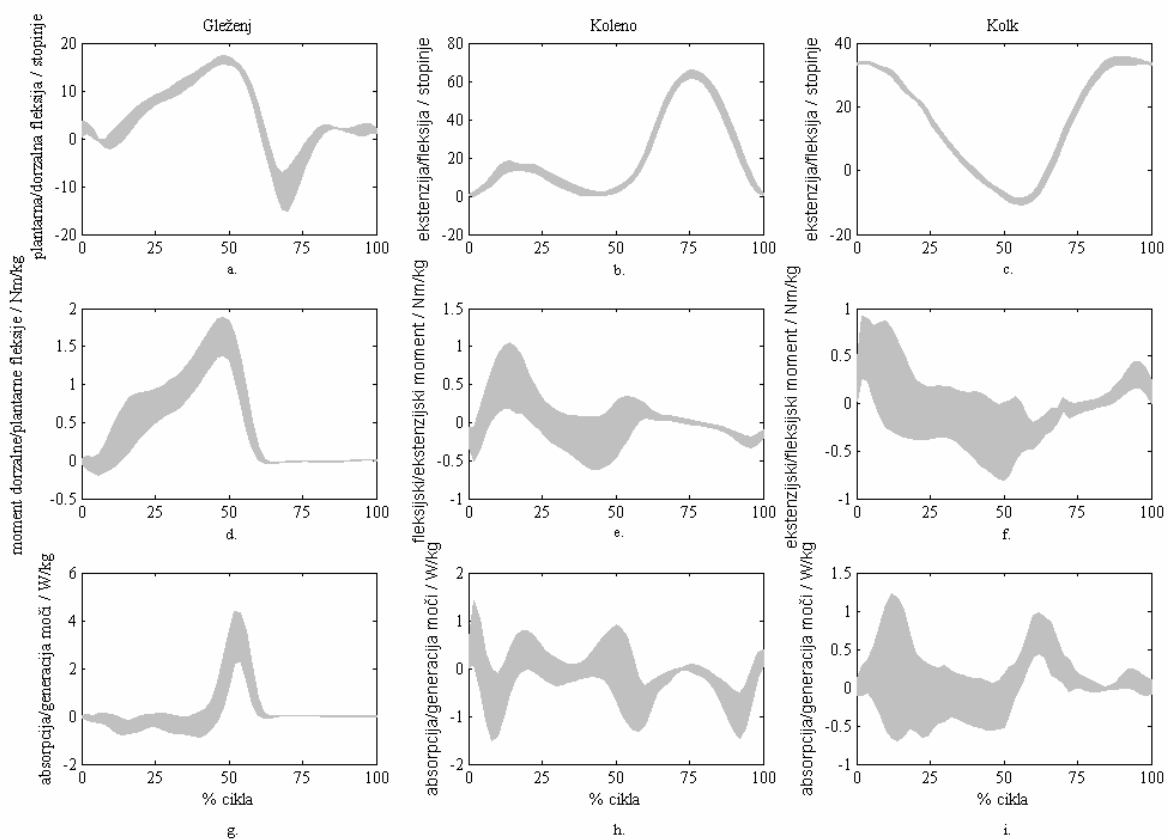 Gleženj
Koleno
Kolk
plantarna/dorzalna fleksija / stopinje
20
10
0
-10
-20
0 25 50 75 100
a.
ekstenzija/fleksija / stopinje
80
60
40
20
0
-20
0 25 50 75 100
b.
ekstenzija/fleksija / stopinje
40
20
0
-20
0 25 50 75 100
c.
moment dorzalne/plantarne fleksije / Nm/kg
2
1.5
1
0.5
0
-0.5
0 25 50 75 100
d.
fleksijski/ekstenzijski moment / Nm/kg
1.5
1
0.5
0
-0.5
-1
0 25 50 75 100
e.
ekstenzijski/fleksijski moment / Nm/kg
1
0.5
0
-0.5
-1
0 25 50 75 100
f.
absorpcija/generacija moči / W/kg
6
4
2
0
-2
0 25 50 75 100
% cikla
g.
absorpcija/generacija moči / W/kg
2
1
0
-1
-2
0 25 50 75 100
% cikla
h.
absorpcija/generacija moči / W/kg
1.5
1
0.5
0
-0.5
-1
0 25 50 75 100
% cikla
i.